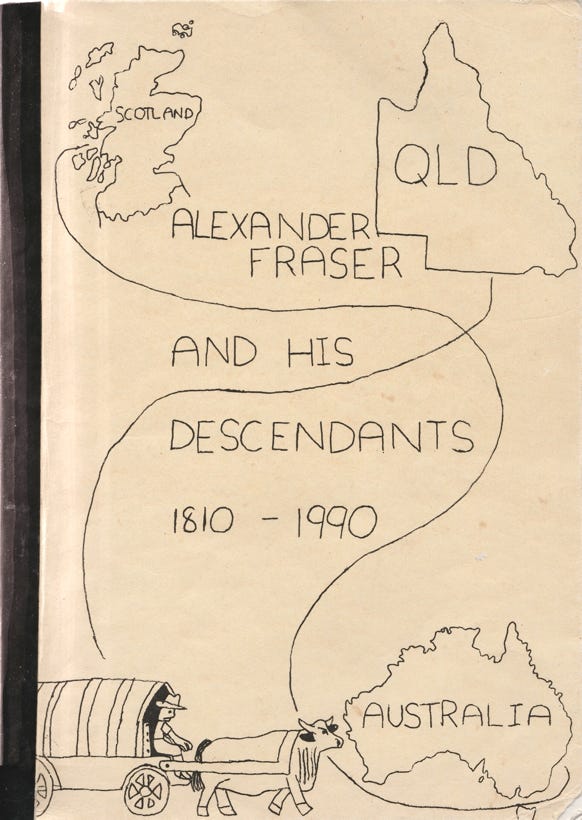 SCOTLAND
QLD
ALEXANDER
FRASER
AND HIS
DESCENDANTS
1810 - 1990
AUSTRALIA